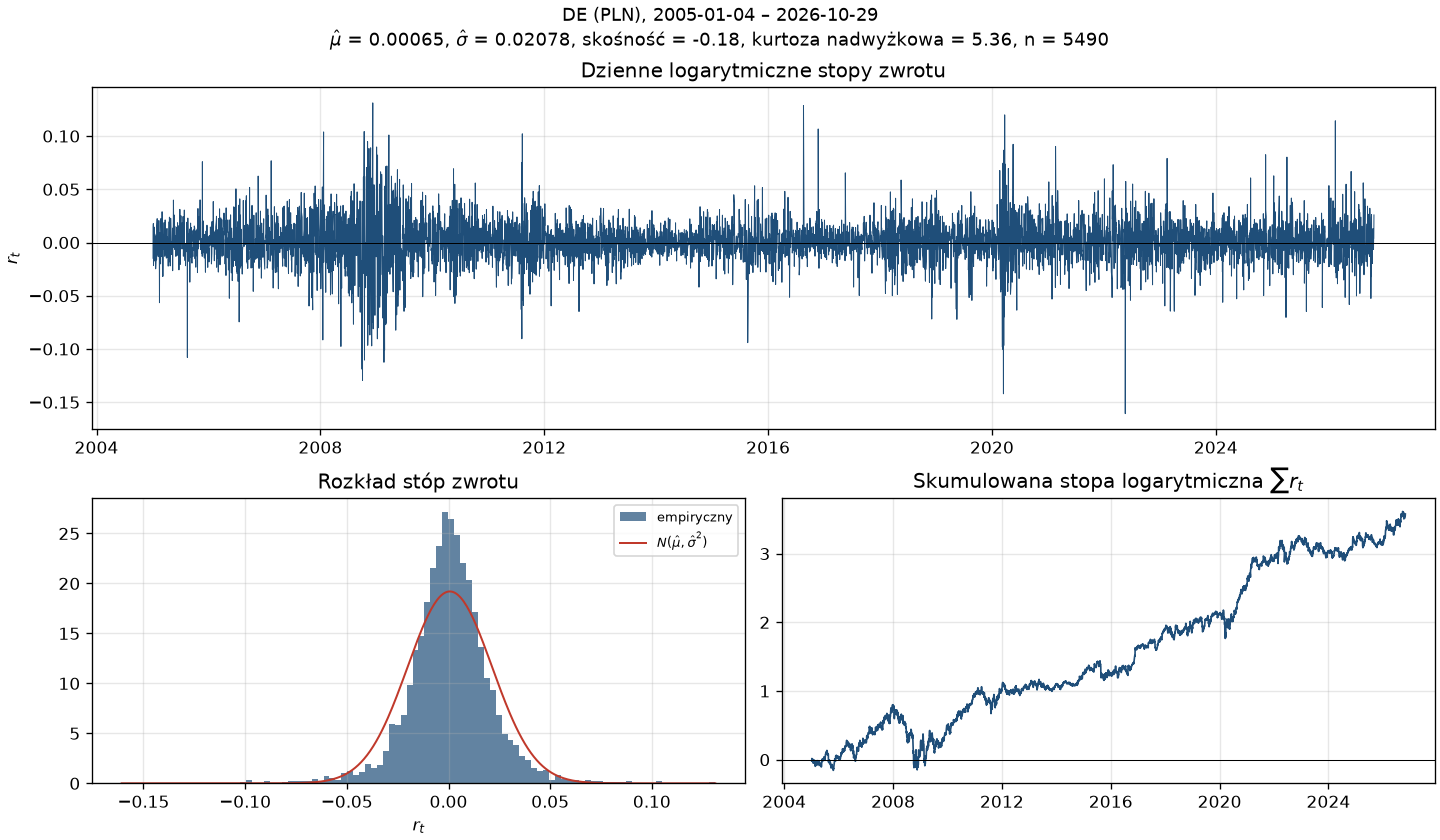 DE (PLN), 2005-01-04 – 2026-10-29
μ̂ = 0.00065, σ̂ = 0.02078, skośność = -0.18, kurtoza nadwyżkowa = 5.36, n = 5490
Dzienne logarytmiczne stopy zwrotu
r_t
0.10
0.05
0.00
−0.05
−0.10
−0.15
2004 2008 2012 2016 2020 2024
Rozkład stóp zwrotu
empiryczny
N(μ̂, σ̂²)
25
20
15
10
5
0
−0.15 −0.10 −0.05 0.00 0.05 0.10
r_t
Skumulowana stopa logarytmiczna ∑r_t
3
2
1
0
2004 2008 2012 2016 2020 2024